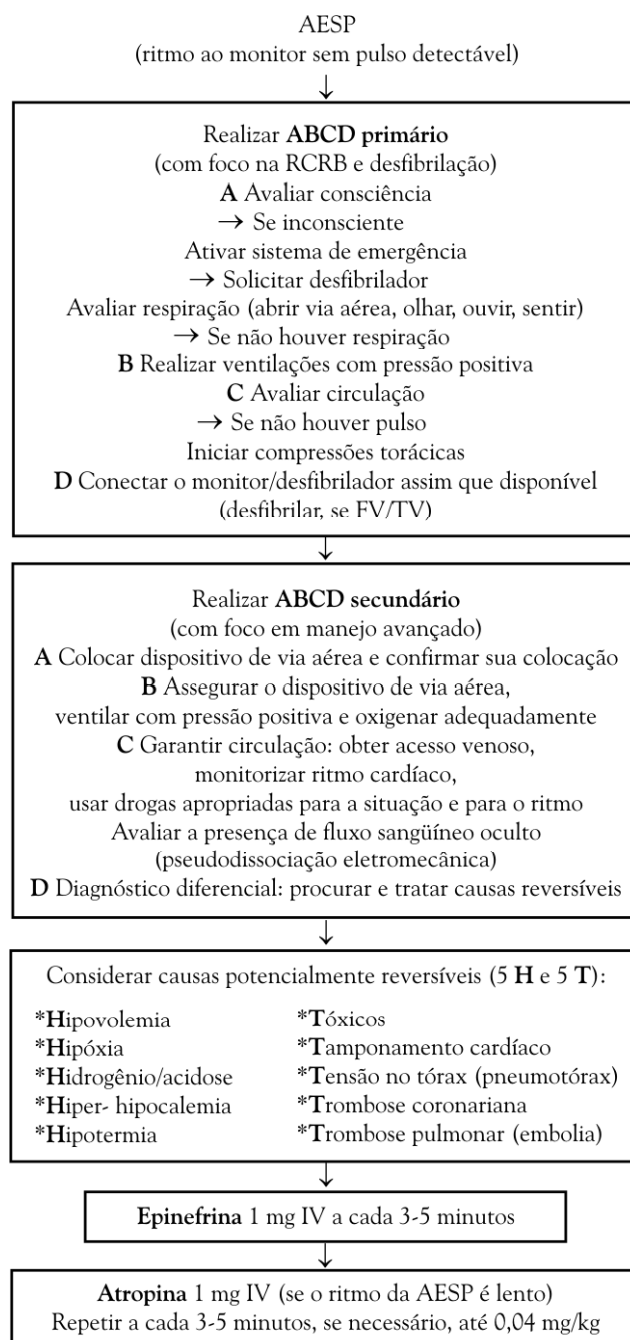 AESP
(ritmo ao monitor sem pulso detectável)
↓
Realizar ABCD primário
(com foco na RCRB e desfibrilação)
A Avaliar consciência
→ Se inconsciente
Ativar sistema de emergência
→ Solicitar desfibrilador
Avaliar respiração (abrir via aérea, olhar, ouvir, sentir)
→ Se não houver respiração
B Realizar ventilações com pressão positiva
C Avaliar circulação
→ Se não houver pulso
Iniciar compressões torácicas
D Conectar o monitor/desfibrilador assim que disponível
(desfibrilar, se FV/TV)
↓
Realizar ABCD secundário
(com foco em manejo avançado)
A Colocar dispositivo de via aérea e confirmar sua colocação
B Assegurar o dispositivo de via aérea,
ventilar com pressão positiva e oxigenar adequadamente
C Garantir circulação: obter acesso venoso,
monitorizar ritmo cardíaco,
usar drogas apropriadas para a situação e para o ritmo
Avaliar a presença de fluxo sangüíneo oculto
(pseudodissociação eletromecânica)
D Diagnóstico diferencial: procurar e tratar causas reversíveis
↓
Considerar causas potencialmente reversíveis (5 H e 5 T):
*Hipovolemia *Tóxicos
*Hipóxia *Tamponamento cardíaco
*Hidrogênio/acidose *Tensão no tórax (pneumotórax)
*Hiper- hipocalemia *Trombose coronariana
*Hipotermia *Trombose pulmonar (embolia)
↓
Epinefrina 1 mg IV a cada 3-5 minutos
↓
Atropina 1 mg IV (se o ritmo da AESP é lento)
Repetir a cada 3-5 minutos, se necessário, até 0,04 mg/kg